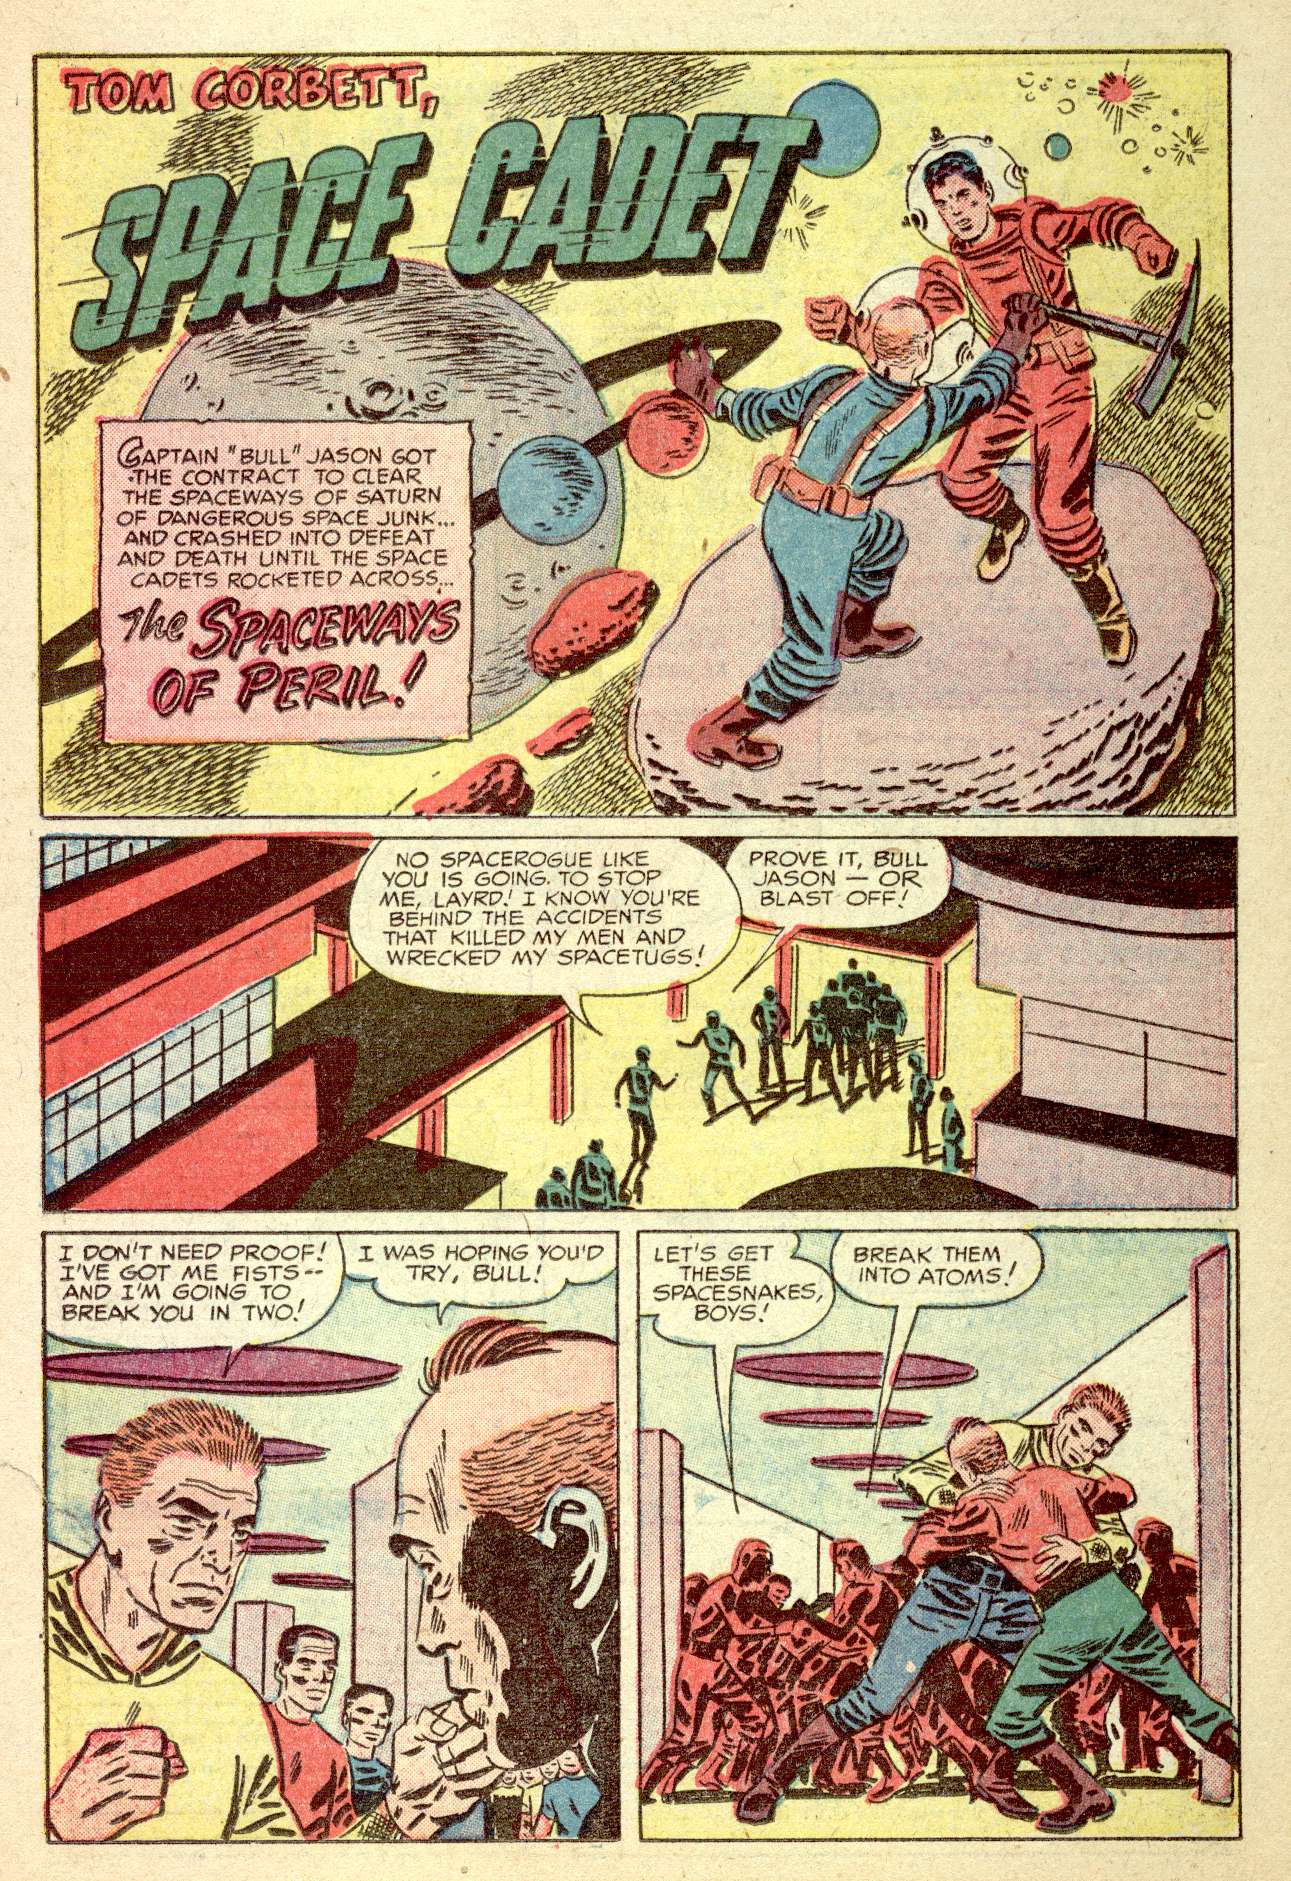 TOM CORBETT,
SPACE CADET
CAPTAIN "BULL" JASON GOT
THE CONTRACT TO CLEAR
THE SPACEWAYS OF SATURN
OF DANGEROUS SPACE JUNK...
AND CRASHED INTO DEFEAT
AND DEATH UNTIL THE SPACE
CADETS ROCKETED ACROSS...
The SPACEWAYS
OF PERIL!
NO SPACEROGUE LIKE
YOU IS GOING TO STOP
ME, LAYRD! I KNOW YOU'RE
BEHIND THE ACCIDENTS
THAT KILLED MY MEN AND
WRECKED MY SPACETUGS!
PROVE IT, BULL
JASON — OR
BLAST OFF!
I DON'T NEED PROOF!
I'VE GOT ME FISTS--
AND I'M GOING TO
BREAK YOU IN TWO!
I WAS HOPING YOU'D
TRY, BULL!
LET'S GET
THESE
SPACESNAKES,
BOYS!
BREAK THEM
INTO ATOMS!